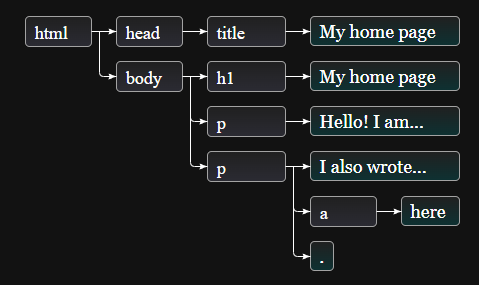 html head title My home page
body h1 My home page
p Hello! I am...
p I also wrote...
a here
.